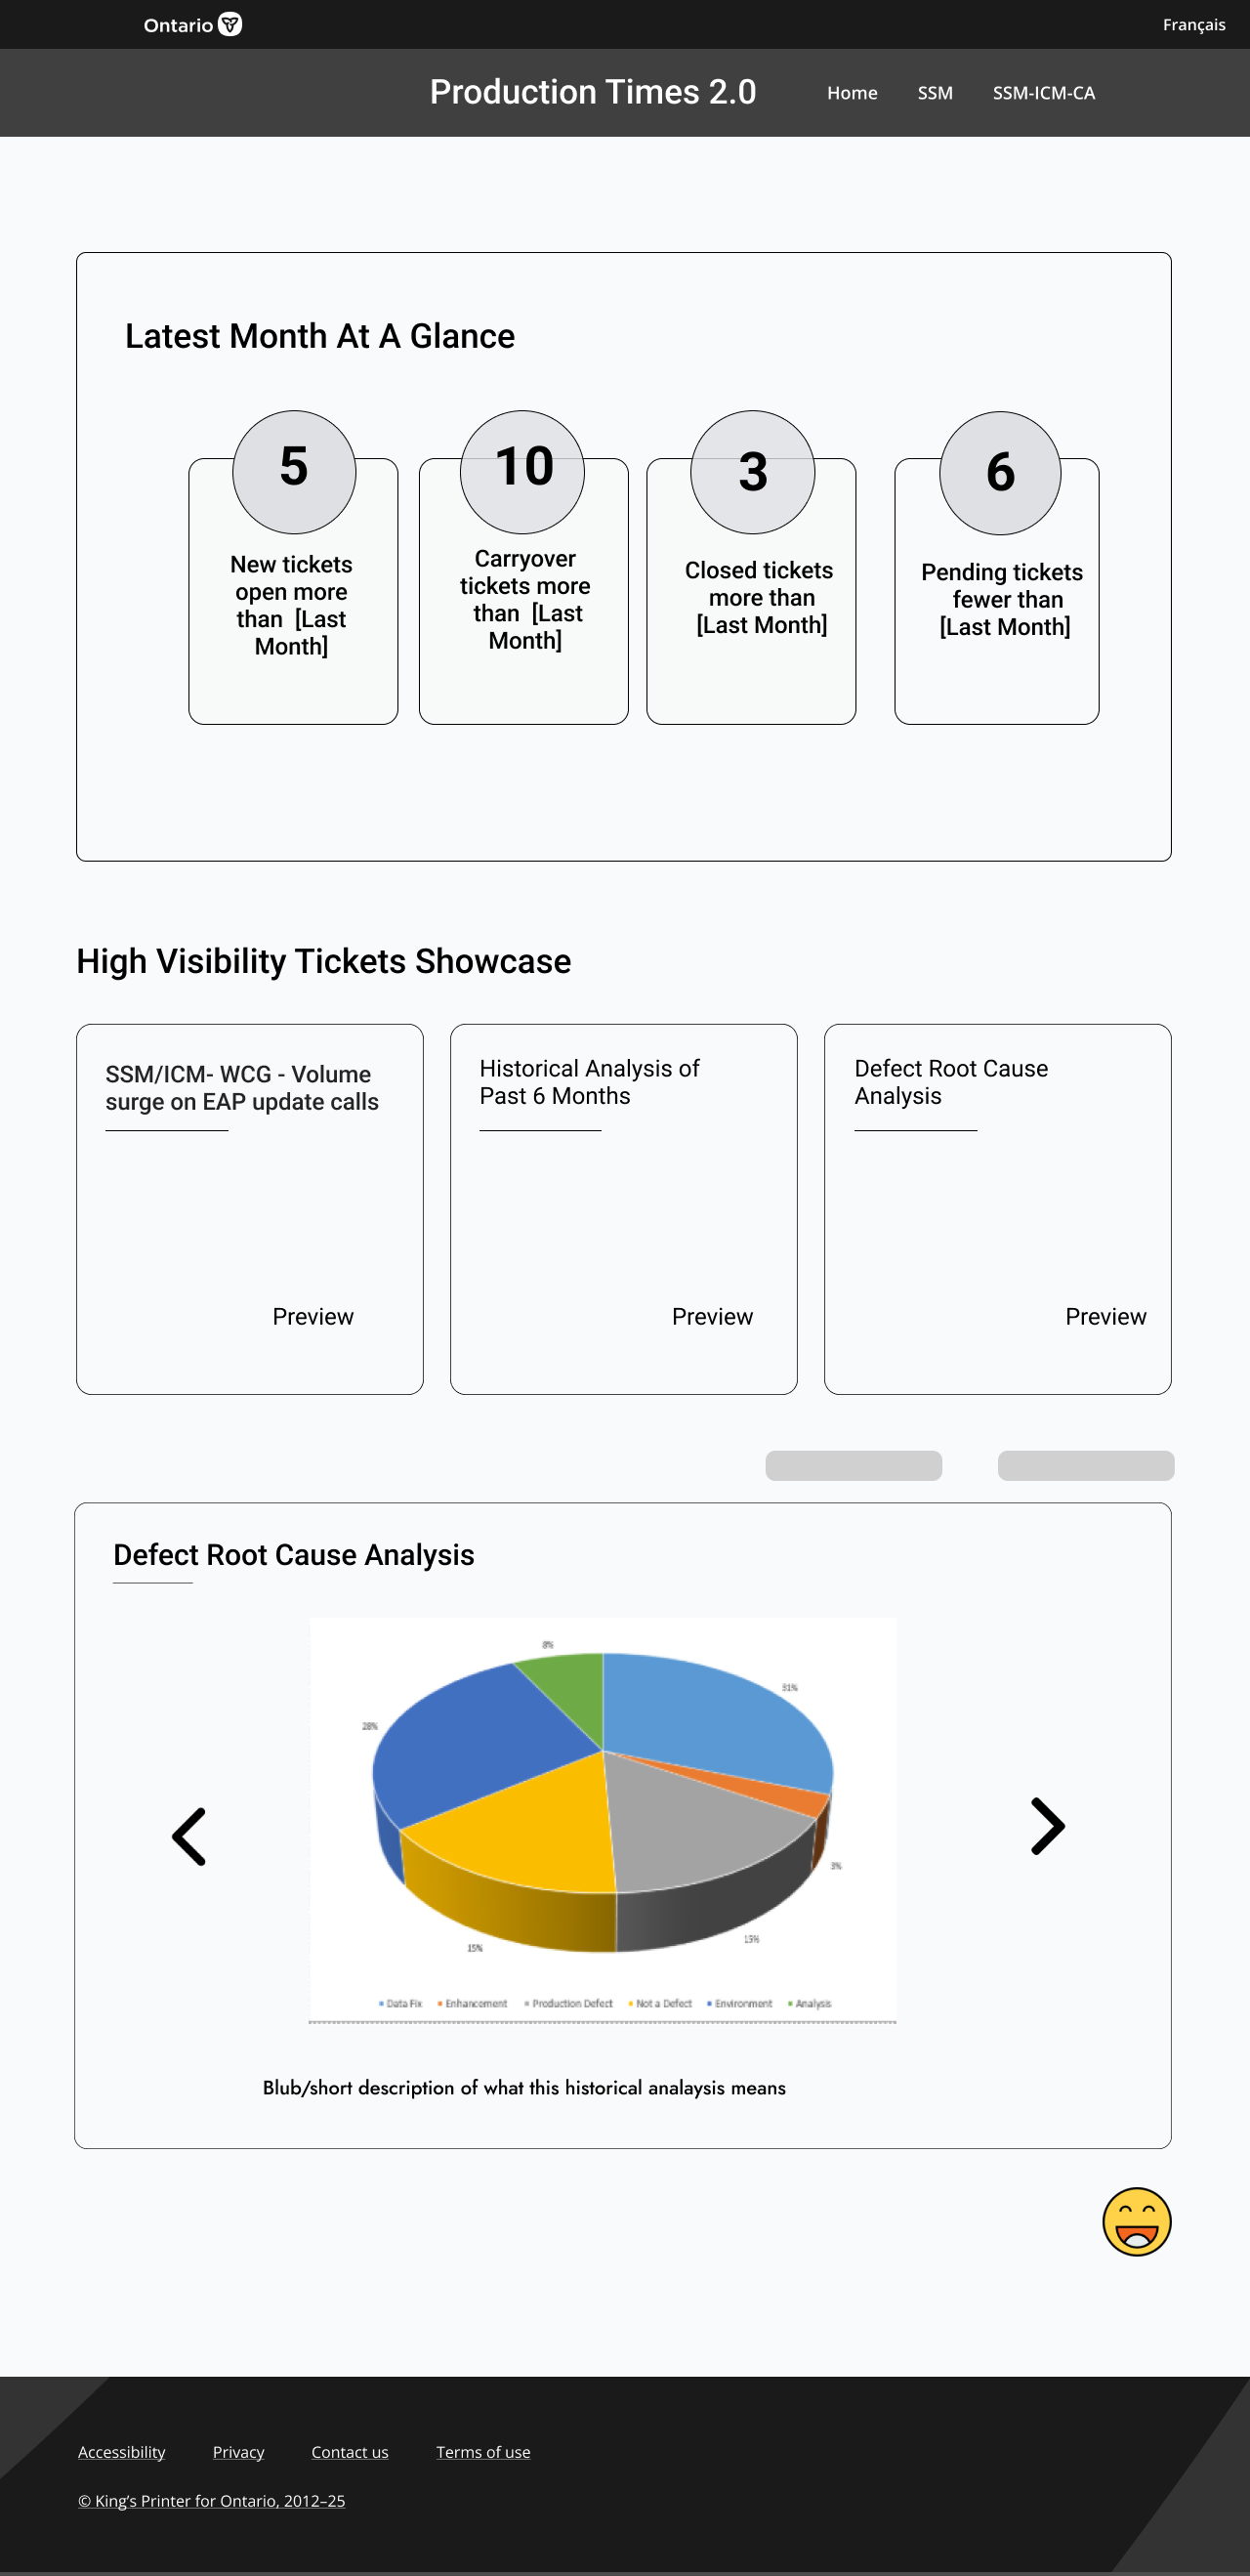 Ontario
Français
Production Times 2.0
Home
SSM
SSM-ICM-CA
Latest Month At A Glance
5
New tickets
open more
than [Last
Month]
10
Carryover
tickets more
than [Last
Month]
3
Closed tickets
more than
[Last Month]
6
Pending tickets
fewer than
[Last Month]
High Visibility Tickets Showcase
SSM/ICM- WCG - Volume
surge on EAP update calls
Preview
Historical Analysis of
Past 6 Months
Preview
Defect Root Cause
Analysis
Preview
Defect Root Cause Analysis
8%
31%
28%
3%
15%
15%
Data Fix
Enhancement
Production Defect
Not a Defect
Environment
Analysis
Blub/short description of what this historical analaysis means
Accessibility
Privacy
Contact us
Terms of use
© King’s Printer for Ontario, 2012–25